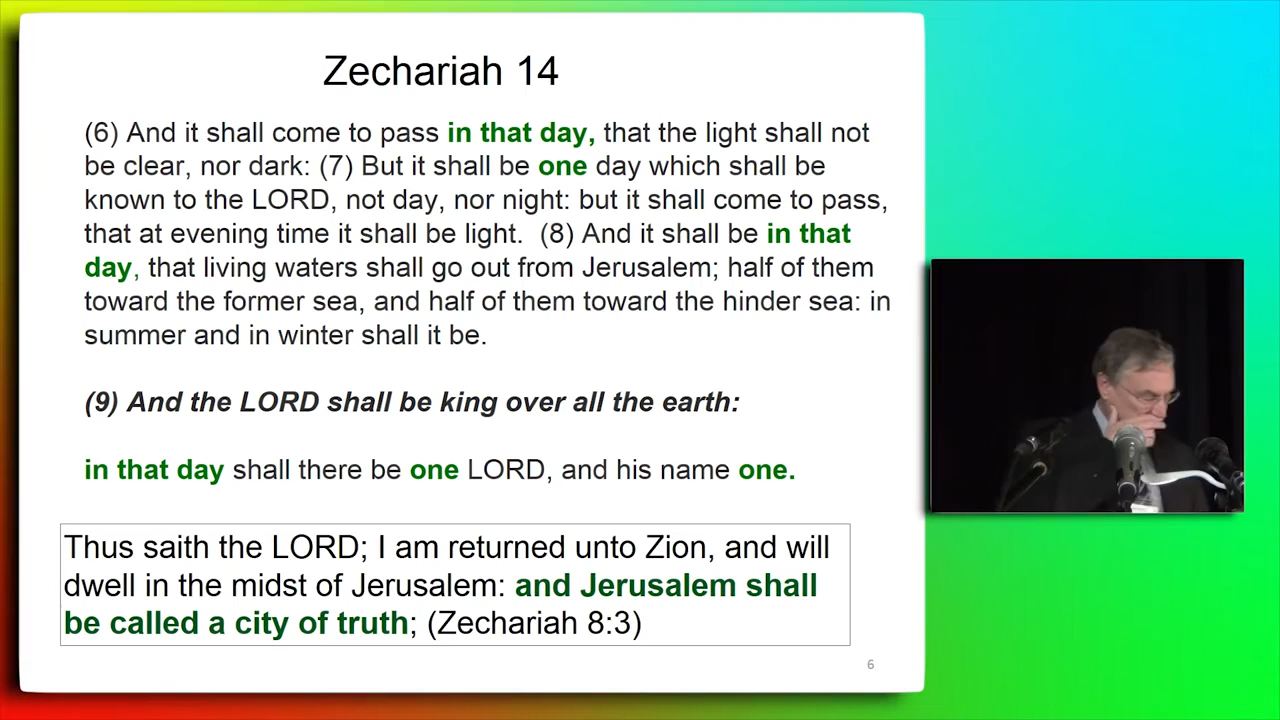 Zechariah 14
(6) And it shall come to pass in that day, that the light shall not
be clear, nor dark: (7) But it shall be one day which shall be
known to the LORD, not day, nor night: but it shall come to pass,
that at evening time it shall be light.  (8) And it shall be in that
day, that living waters shall go out from Jerusalem; half of them
toward the former sea, and half of them toward the hinder sea: in
summer and in winter shall it be.
(9) And the LORD shall be king over all the earth:
in that day shall there be one LORD, and his name one.
Thus saith the LORD; I am returned unto Zion, and will
dwell in the midst of Jerusalem: and Jerusalem shall
be called a city of truth; (Zechariah 8:3)
6